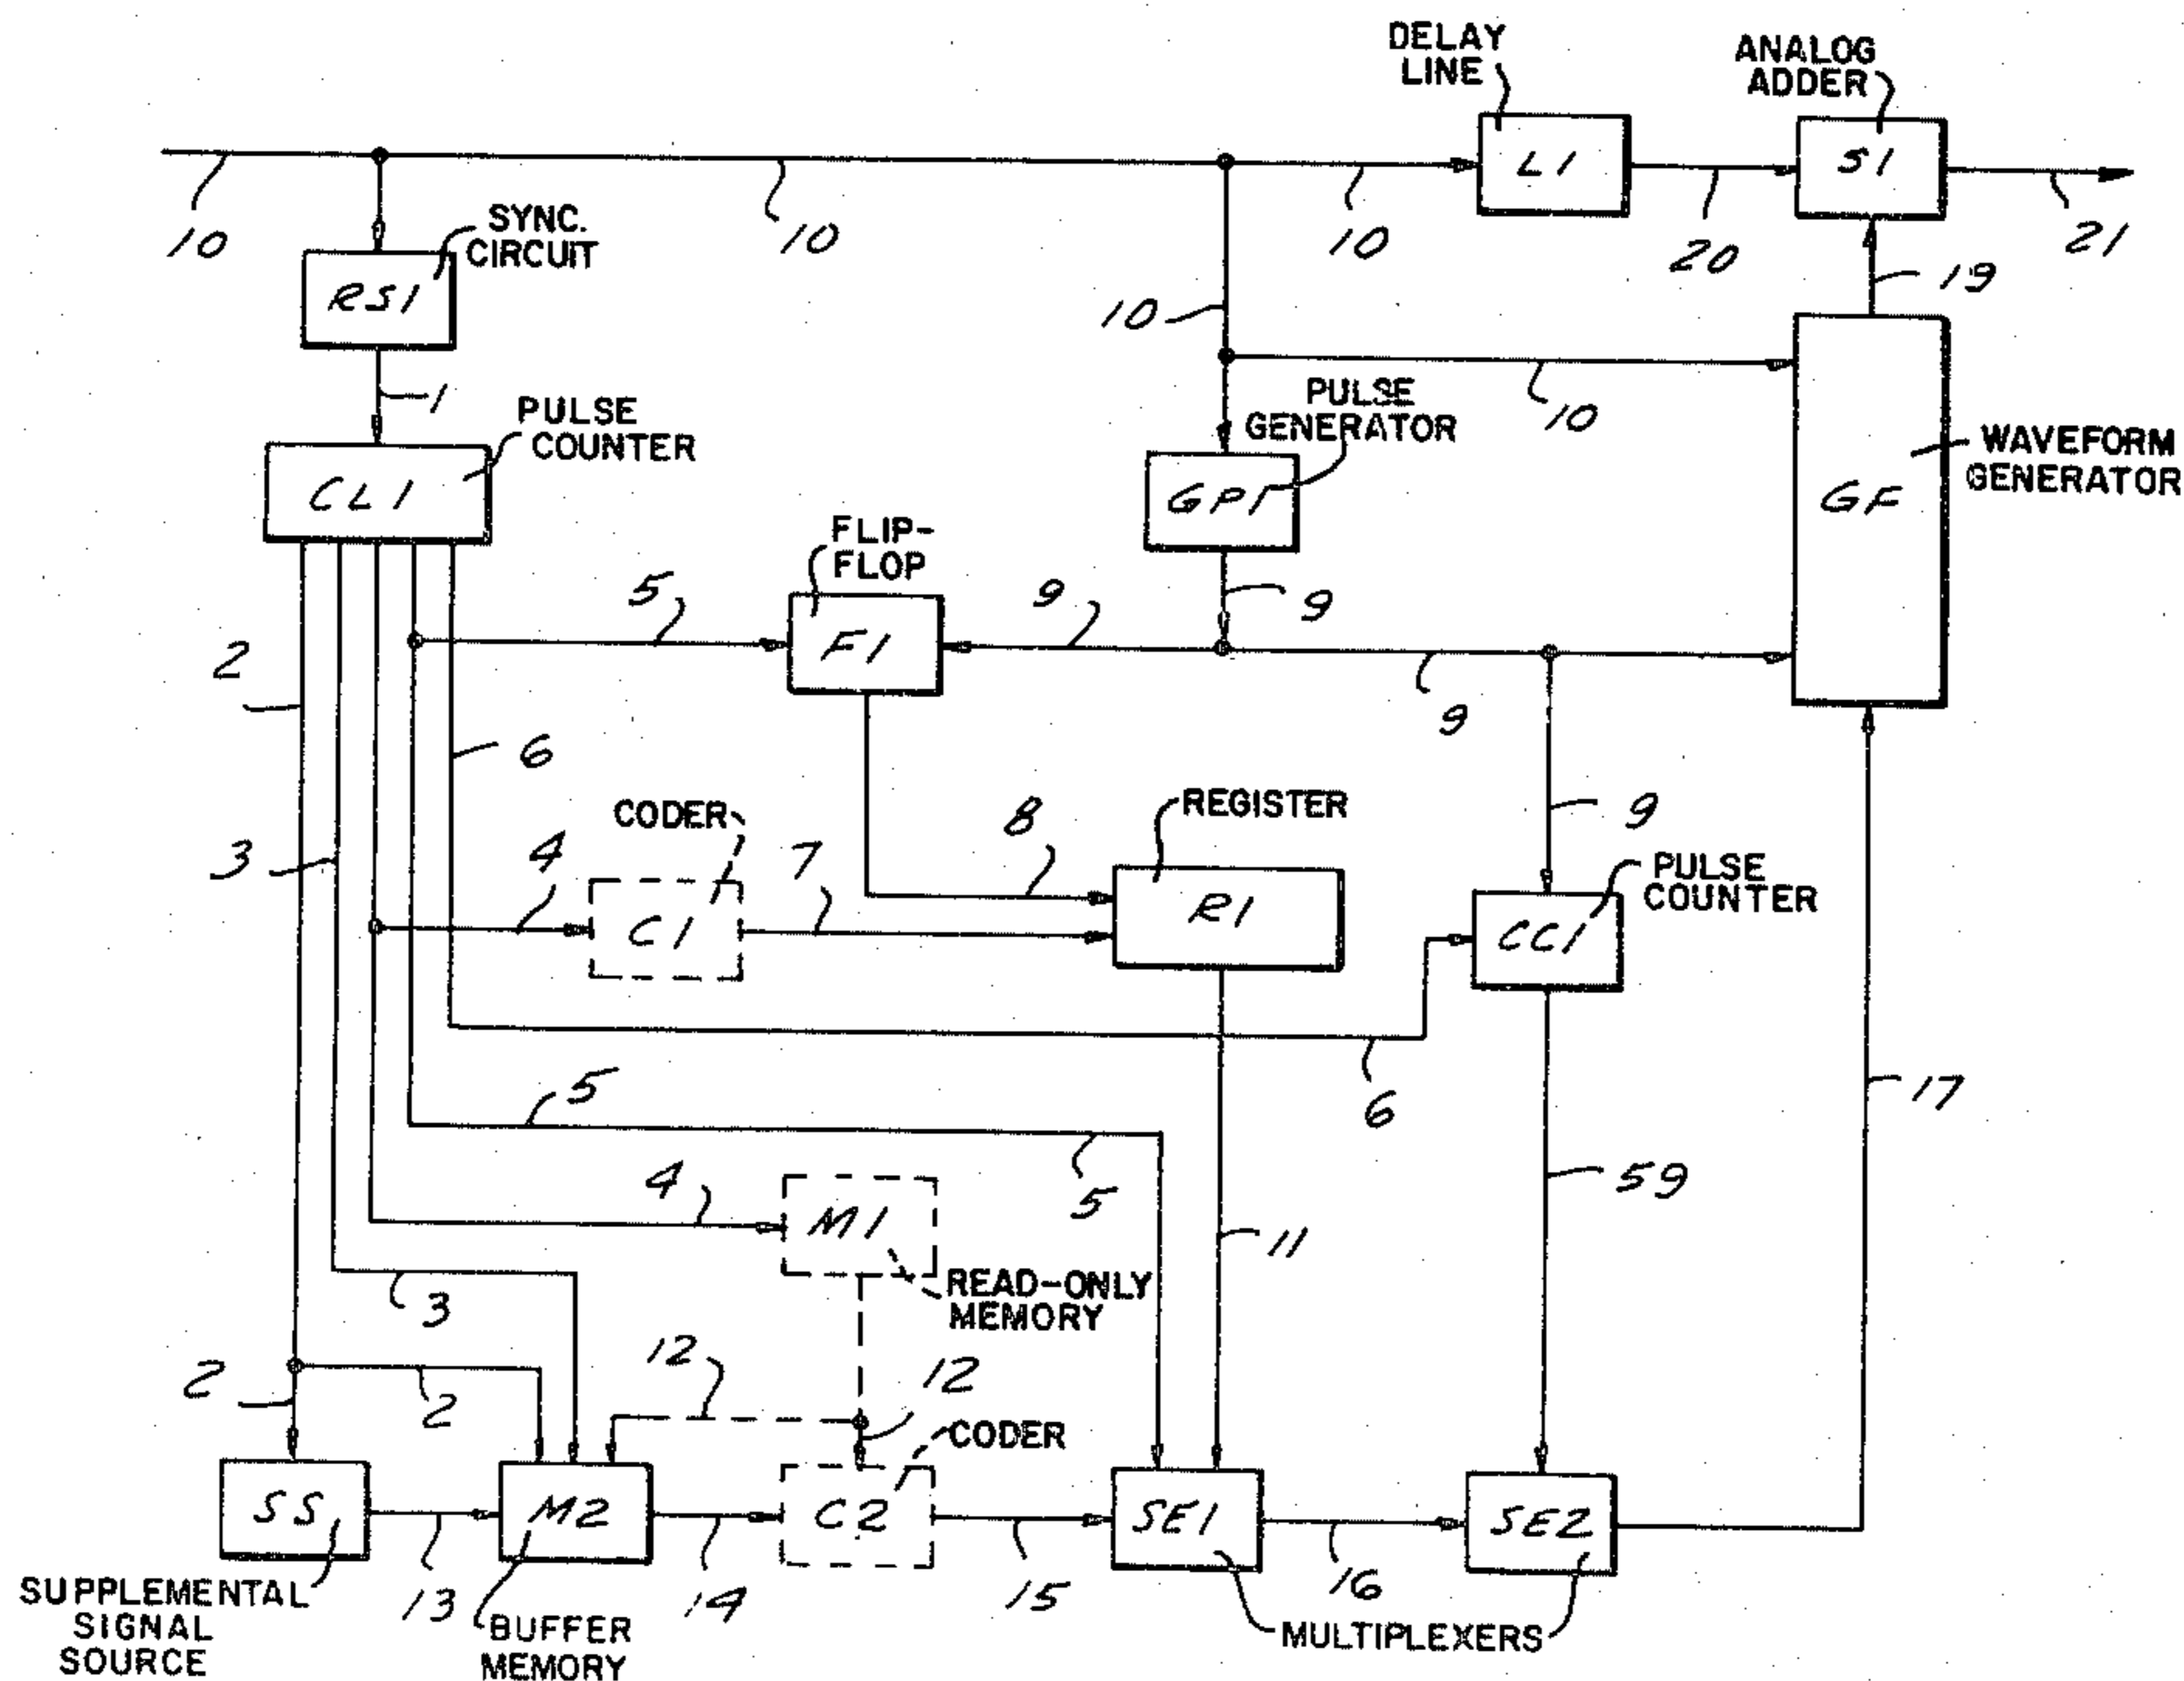 DELAY
LINE
ANALOG
ADDER
L1
S1
10
10
10
20
21
SYNC.
CIRCUIT
RS1
10
19
1
10
PULSE
COUNTER
PULSE
GENERATOR
WAVEFORM
GENERATOR
CL1
GP1
GF
FLIP-
FLOP
5
9
9
F1
2
9
6
CODER
REGISTER
8
9
3
4
7
PULSE
COUNTER
C1
R1
CC1
5
6
17
4
5
59
M1
11
READ-ONLY
MEMORY
3
12
12
2
2
CODER
SS
M2
C2
SE1
SE2
13
14
15
16
SUPPLEMENTAL
SIGNAL
SOURCE
BUFFER
MEMORY
MULTIPLEXERS